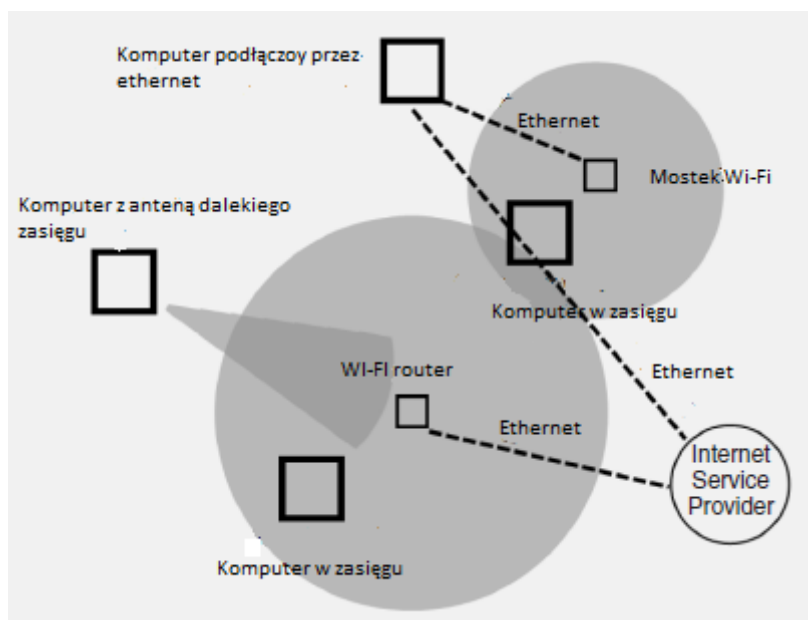 Komputer podłączoy przez
ethernet
Ethernet
Mostek Wi-Fi
Komputer z anteną dalekiego
zasięgu
Komputer w zasięgu
WI-FI router
Ethernet
Ethernet
Internet
Service
Provider
Komputer w zasięgu